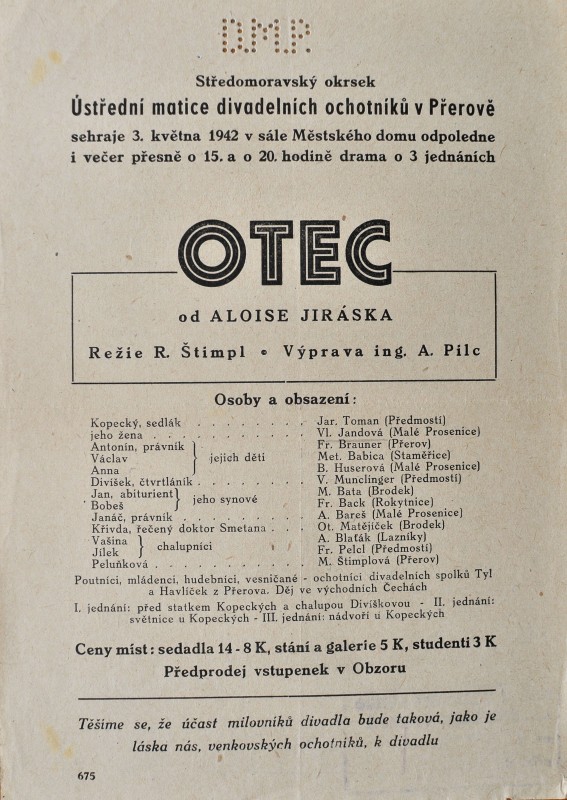 D.M.P.
Středomoravský okrsek
Ústřední matice divadelních ochotníků v Přerově
sehraje 3. května 1942 v sále Městského domu odpoledne
i večer přesně o 15. a o 20. hodině drama o 3 jednáních
OTEC
od ALOISE JIRÁSKA
Režie R. Štimpl • Výprava ing. A. Pilc
Osoby a obsazení:
Kopecký, sedlák . . . . . . . . Jar. Toman (Předmostí)
jeho žena . . . . . . . . . . . Vl. Jandová (Malé Prosenice)
Antonín, právník } Fr. Brauner (Přerov)
Václav } jejich děti Met. Babica (Staměřice)
Anna } B. Huserová (Malé Prosenice)
Divíšek, čtvrtláník . . . . . . . V. Munclinger (Předmostí)
Jan, abiturient } jeho synové M. Bata (Brodek)
Bobeš } Fr. Back (Rokytnice)
Janáč, právník . . . . . . . . . A. Bareš (Malé Prosenice)
Křivda, řečený doktor Smetana . . . Ot. Matějíček (Brodek)
Vašina } chalupníci A. Blaťák (Lazníky)
Jílek } Fr. Pelcl (Předmostí)
Peluňková . . . . . . . . . . . M. Štimplová (Přerov)
Poutníci, mládenci, hudebníci, vesničané - ochotníci divadelních spolků Tyl
a Havlíček z Přerova. Děj ve východních Čechách
I. jednání: před statkem Kopeckých a chalupou Divíškovou - II. jednání:
světnice u Kopeckých - III. jednání: nádvoří u Kopeckých
Ceny míst: sedadla 14 - 8 K, stání a galerie 5 K, studenti 3 K
Předprodej vstupenek v Obzoru
Těšíme se, že účast milovníků divadla bude taková, jako je
láska nás, venkovských ochotníků, k divadlu
675